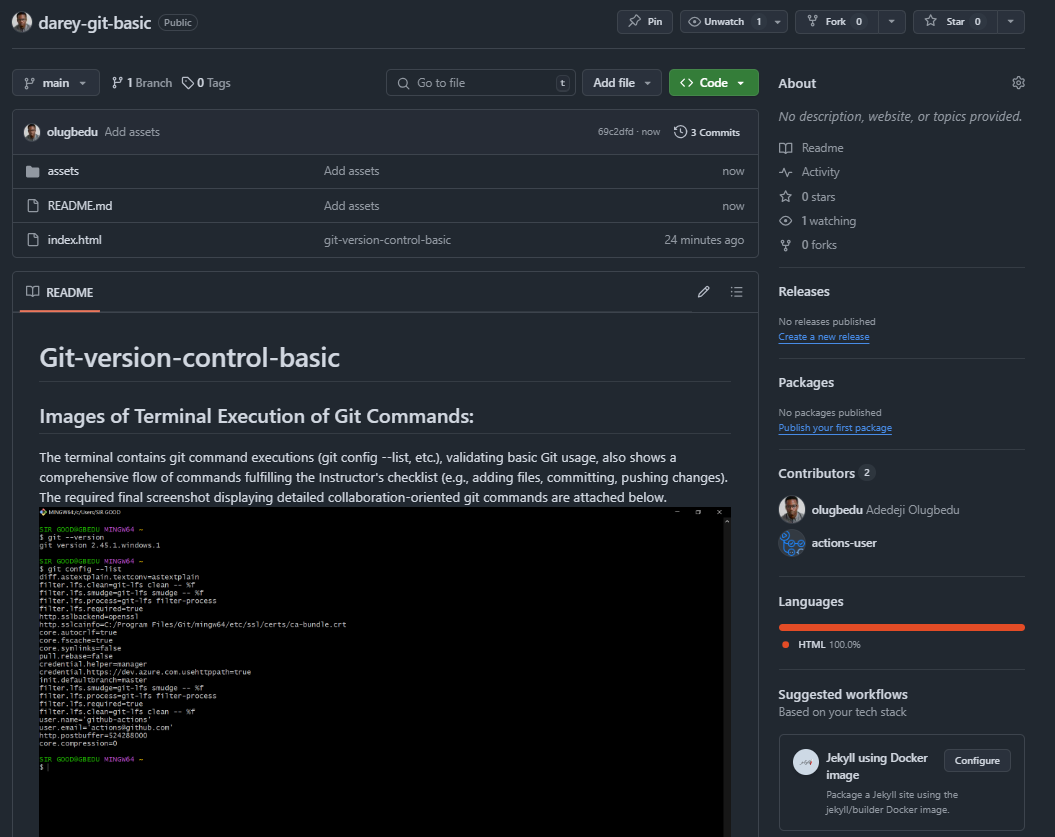 darey-git-basic Public
Pin
Unwatch 1
Fork 0
Star 0
main
1 Branch
0 Tags
Go to file t
Add file
Code
olugbedu Add assets
69c2dfd · now
3 Commits
assets Add assets now
README.md Add assets now
index.html git-version-control-basic 24 minutes ago
README
Git-version-control-basic
Images of Terminal Execution of Git Commands:
The terminal contains git command executions (git config --list, etc.), validating basic Git usage, also shows a
comprehensive flow of commands fulfilling the Instructor's checklist (e.g., adding files, committing, pushing changes).
The required final screenshot displaying detailed collaboration-oriented git commands are attached below.
MINGW64:/c/Users/SIR GOOD
SIR GOOD@GBEDU MINGW64 ~
$ git --version
git version 2.45.1.windows.1
SIR GOOD@GBEDU MINGW64 ~
$ git config --list
diff.astextplain.textconv=astextplain
filter.lfs.clean=git-lfs clean -- %f
filter.lfs.smudge=git-lfs smudge -- %f
filter.lfs.process=git-lfs filter-process
filter.lfs.required=true
http.sslbackend=openssl
http.sslcainfo=C:/Program Files/Git/mingw64/etc/ssl/certs/ca-bundle.crt
core.autocrlf=true
core.fscache=true
core.symlinks=false
pull.rebase=false
credential.helper=manager
credential.https://dev.azure.com.usehttppath=true
init.defaultbranch=master
filter.lfs.smudge=git-lfs smudge -- %f
filter.lfs.process=git-lfs filter-process
filter.lfs.required=true
filter.lfs.clean=git-lfs clean -- %f
user.name='github-actions'
user.email='actions@github.com'
http.postbuffer=524288000
core.compression=0
SIR GOOD@GBEDU MINGW64 ~
$
About
No description, website, or topics provided.
Readme
Activity
0 stars
1 watching
0 forks
Releases
No releases published
Create a new release
Packages
No packages published
Publish your first package
Contributors 2
olugbedu Adedeji Olugbedu
actions-user
Languages
HTML 100.0%
Suggested workflows
Based on your tech stack
Jekyll using Docker
image
Configure
Package a Jekyll site using the
jekyll/builder Docker image.